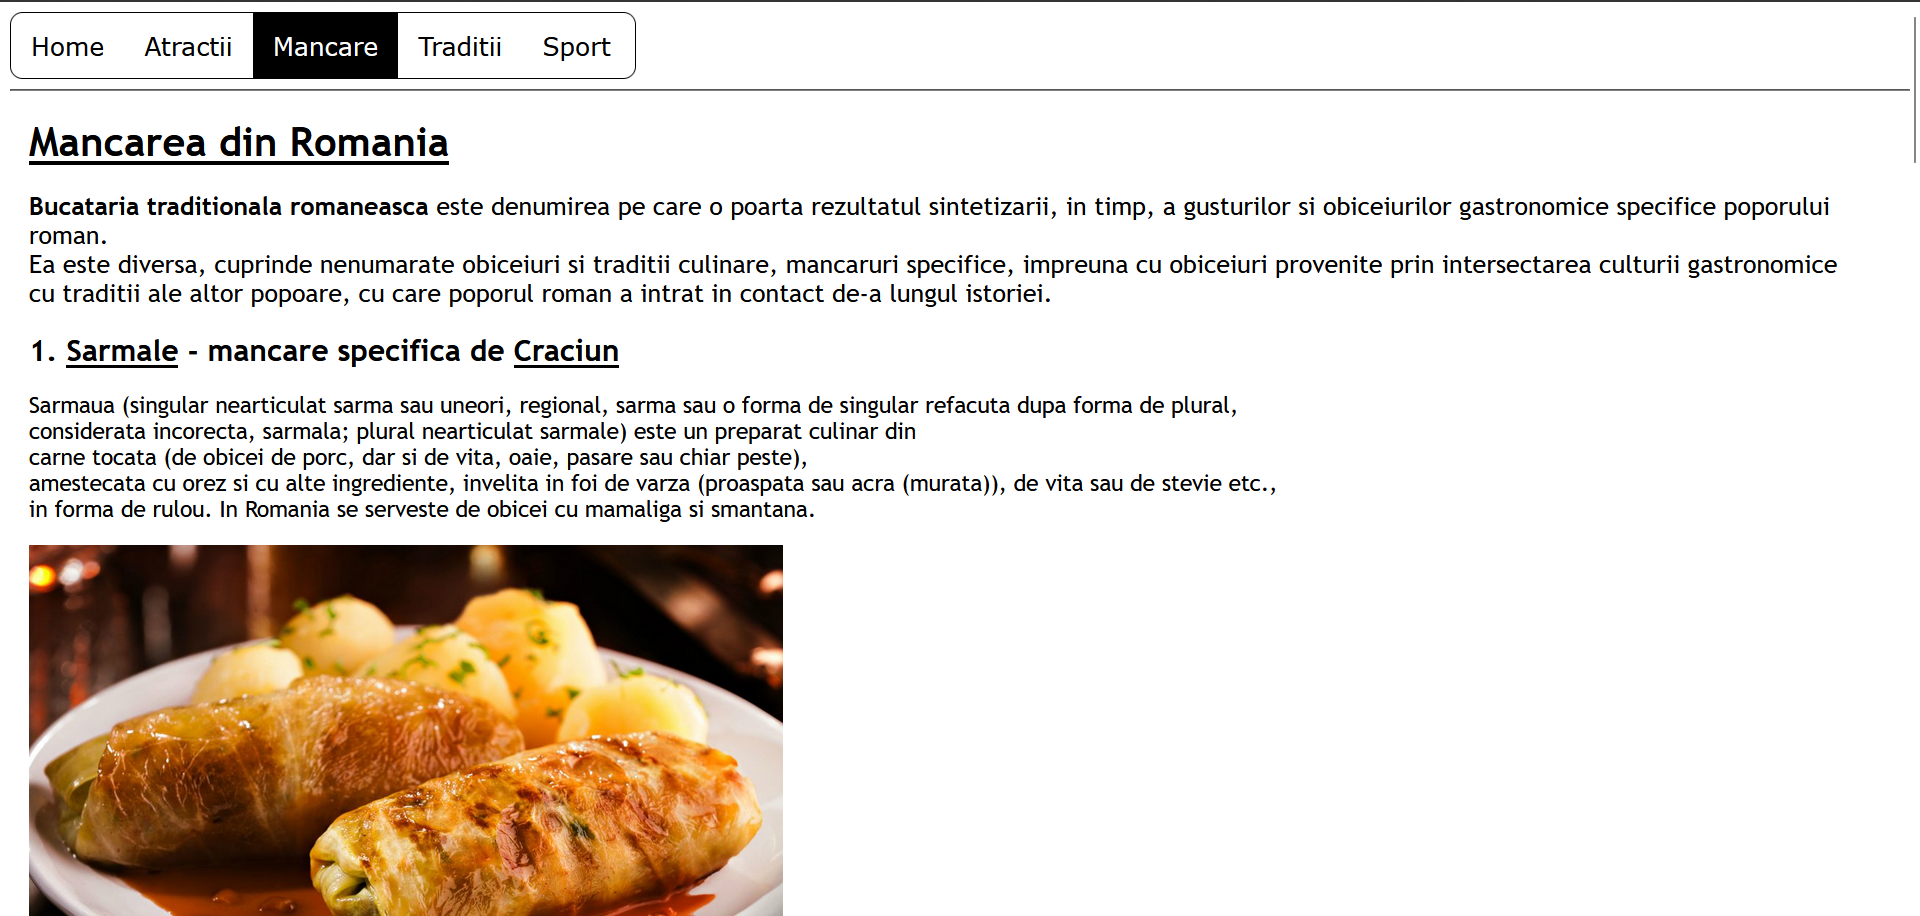 Home Atractii Mancare Traditii Sport
Mancarea din Romania
Bucataria traditionala romaneasca este denumirea pe care o poarta rezultatul sintetizarii, in timp, a gusturilor si obiceiurilor gastronomice specifice poporului
roman.
Ea este diversa, cuprinde nenumarate obiceiuri si traditii culinare, mancaruri specifice, impreuna cu obiceiuri provenite prin intersectarea culturii gastronomice
cu traditii ale altor popoare, cu care poporul roman a intrat in contact de-a lungul istoriei.
1. Sarmale - mancare specifica de Craciun
Sarmaua (singular nearticulat sarma sau uneori, regional, sarma sau o forma de singular refacuta dupa forma de plural,
considerata incorecta, sarmala; plural nearticulat sarmale) este un preparat culinar din
carne tocata (de obicei de porc, dar si de vita, oaie, pasare sau chiar peste),
amestecata cu orez si cu alte ingrediente, invelita in foi de varza (proaspata sau acra (murata)), de vita sau de stevie etc.,
in forma de rulou. In Romania se serveste de obicei cu mamaliga si smantana.